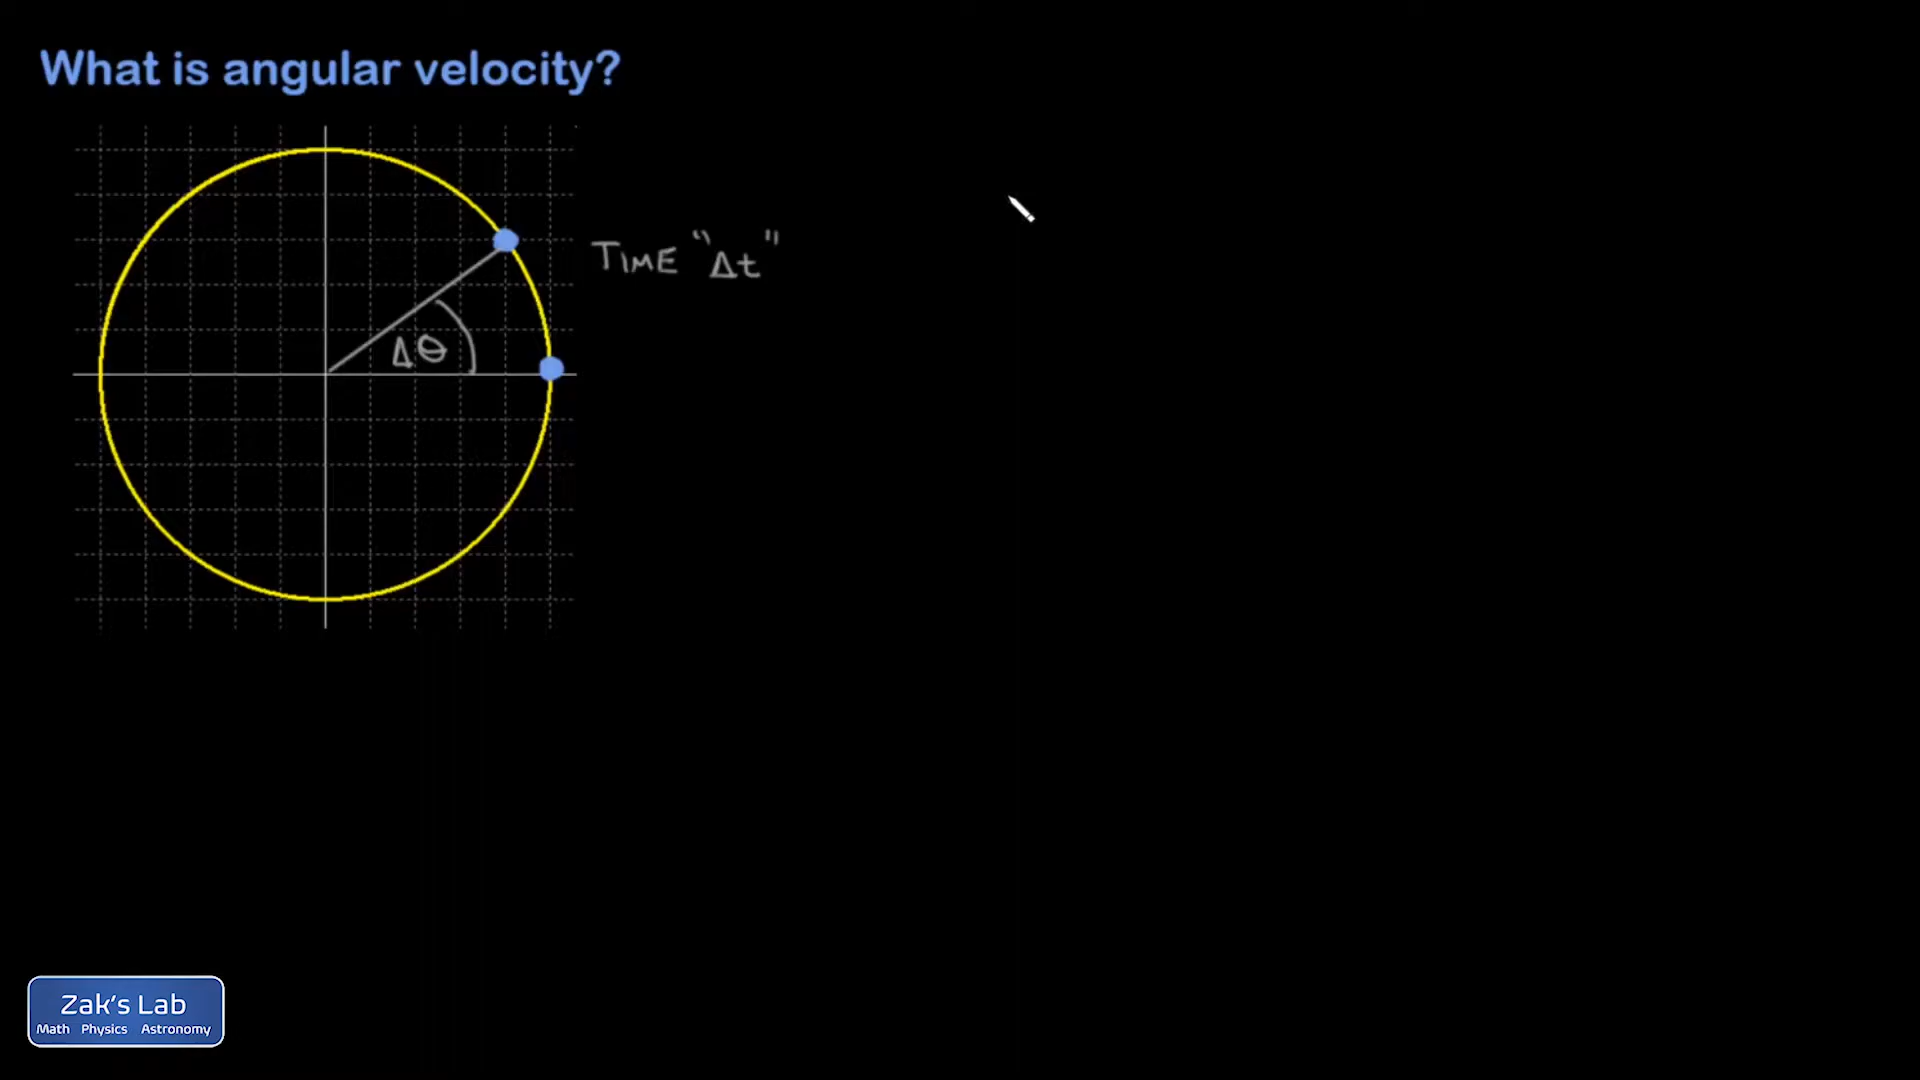 What is angular velocity?
TIME "Δt"
Δθ
Zak's Lab
Math Physics Astronomy